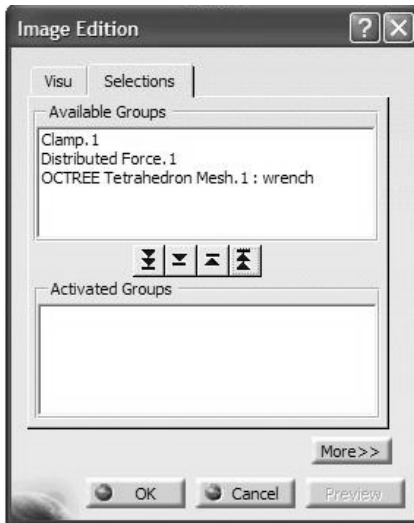 Image Edition
Visu Selections
Available Groups
Clamp.1
Distributed Force.1
OCTREE Tetrahedron Mesh.1 : wrench
Activated Groups
More>>
OK Cancel Preview